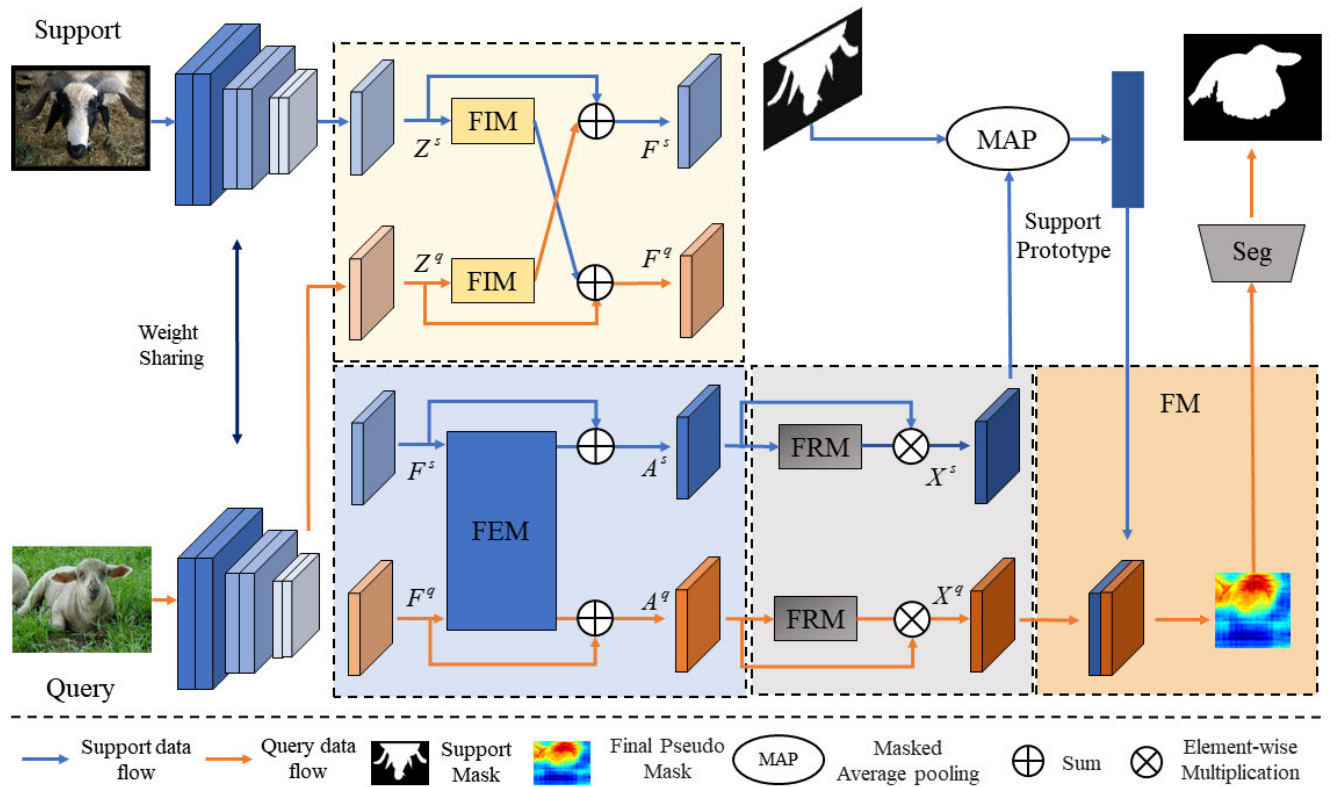 Support
Z^s
FIM
F^s
MAP
Support
Prototype
Seg
Z^q
FIM
F^q
Weight
Sharing
F^s
FEM
A^s
FRM
X^s
FM
F^q
A^q
FRM
X^q
Query
Support data
flow
Query data
flow
Support
Mask
Final Pseudo
Mask
MAP
Masked
Average pooling
Sum
Element-wise
Multiplication